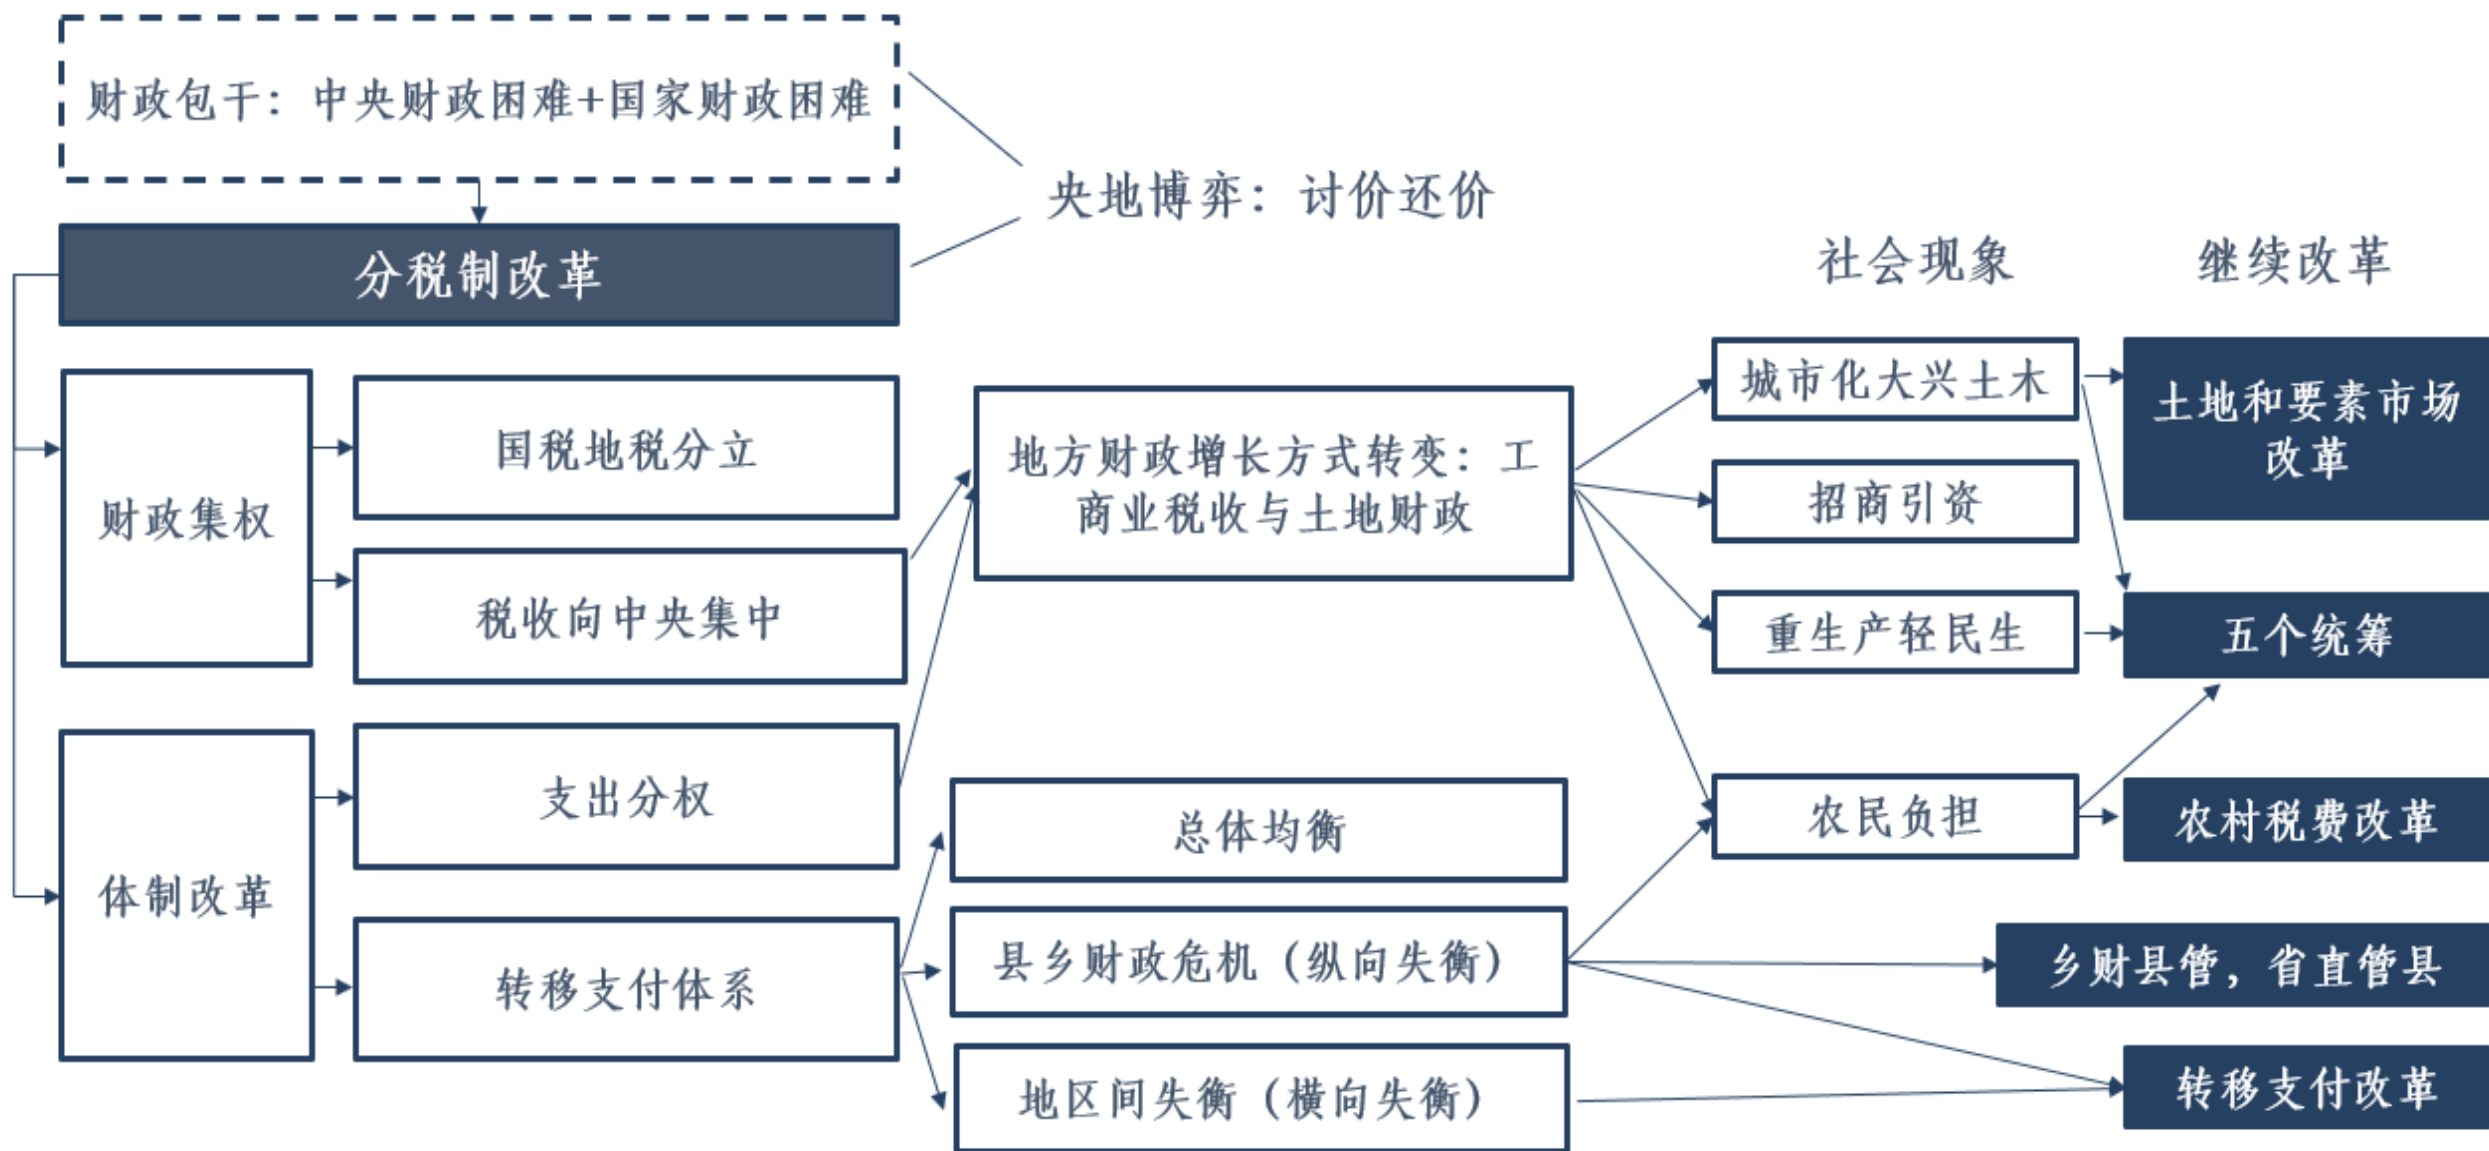 财政包干：中央财政困难+国家财政困难
央地博弈：讨价还价
分税制改革
社会现象
继续改革
财政集权
国税地税分立
税收向中央集中
体制改革
支出分权
转移支付体系
地方财政增长方式转变：工
商业税收与土地财政
总体均衡
县乡财政危机（纵向失衡）
地区间失衡（横向失衡）
城市化大兴土木
招商引资
重生产轻民生
农民负担
土地和要素市场
改革
五个统筹
农村税费改革
乡财县管，省直管县
转移支付改革